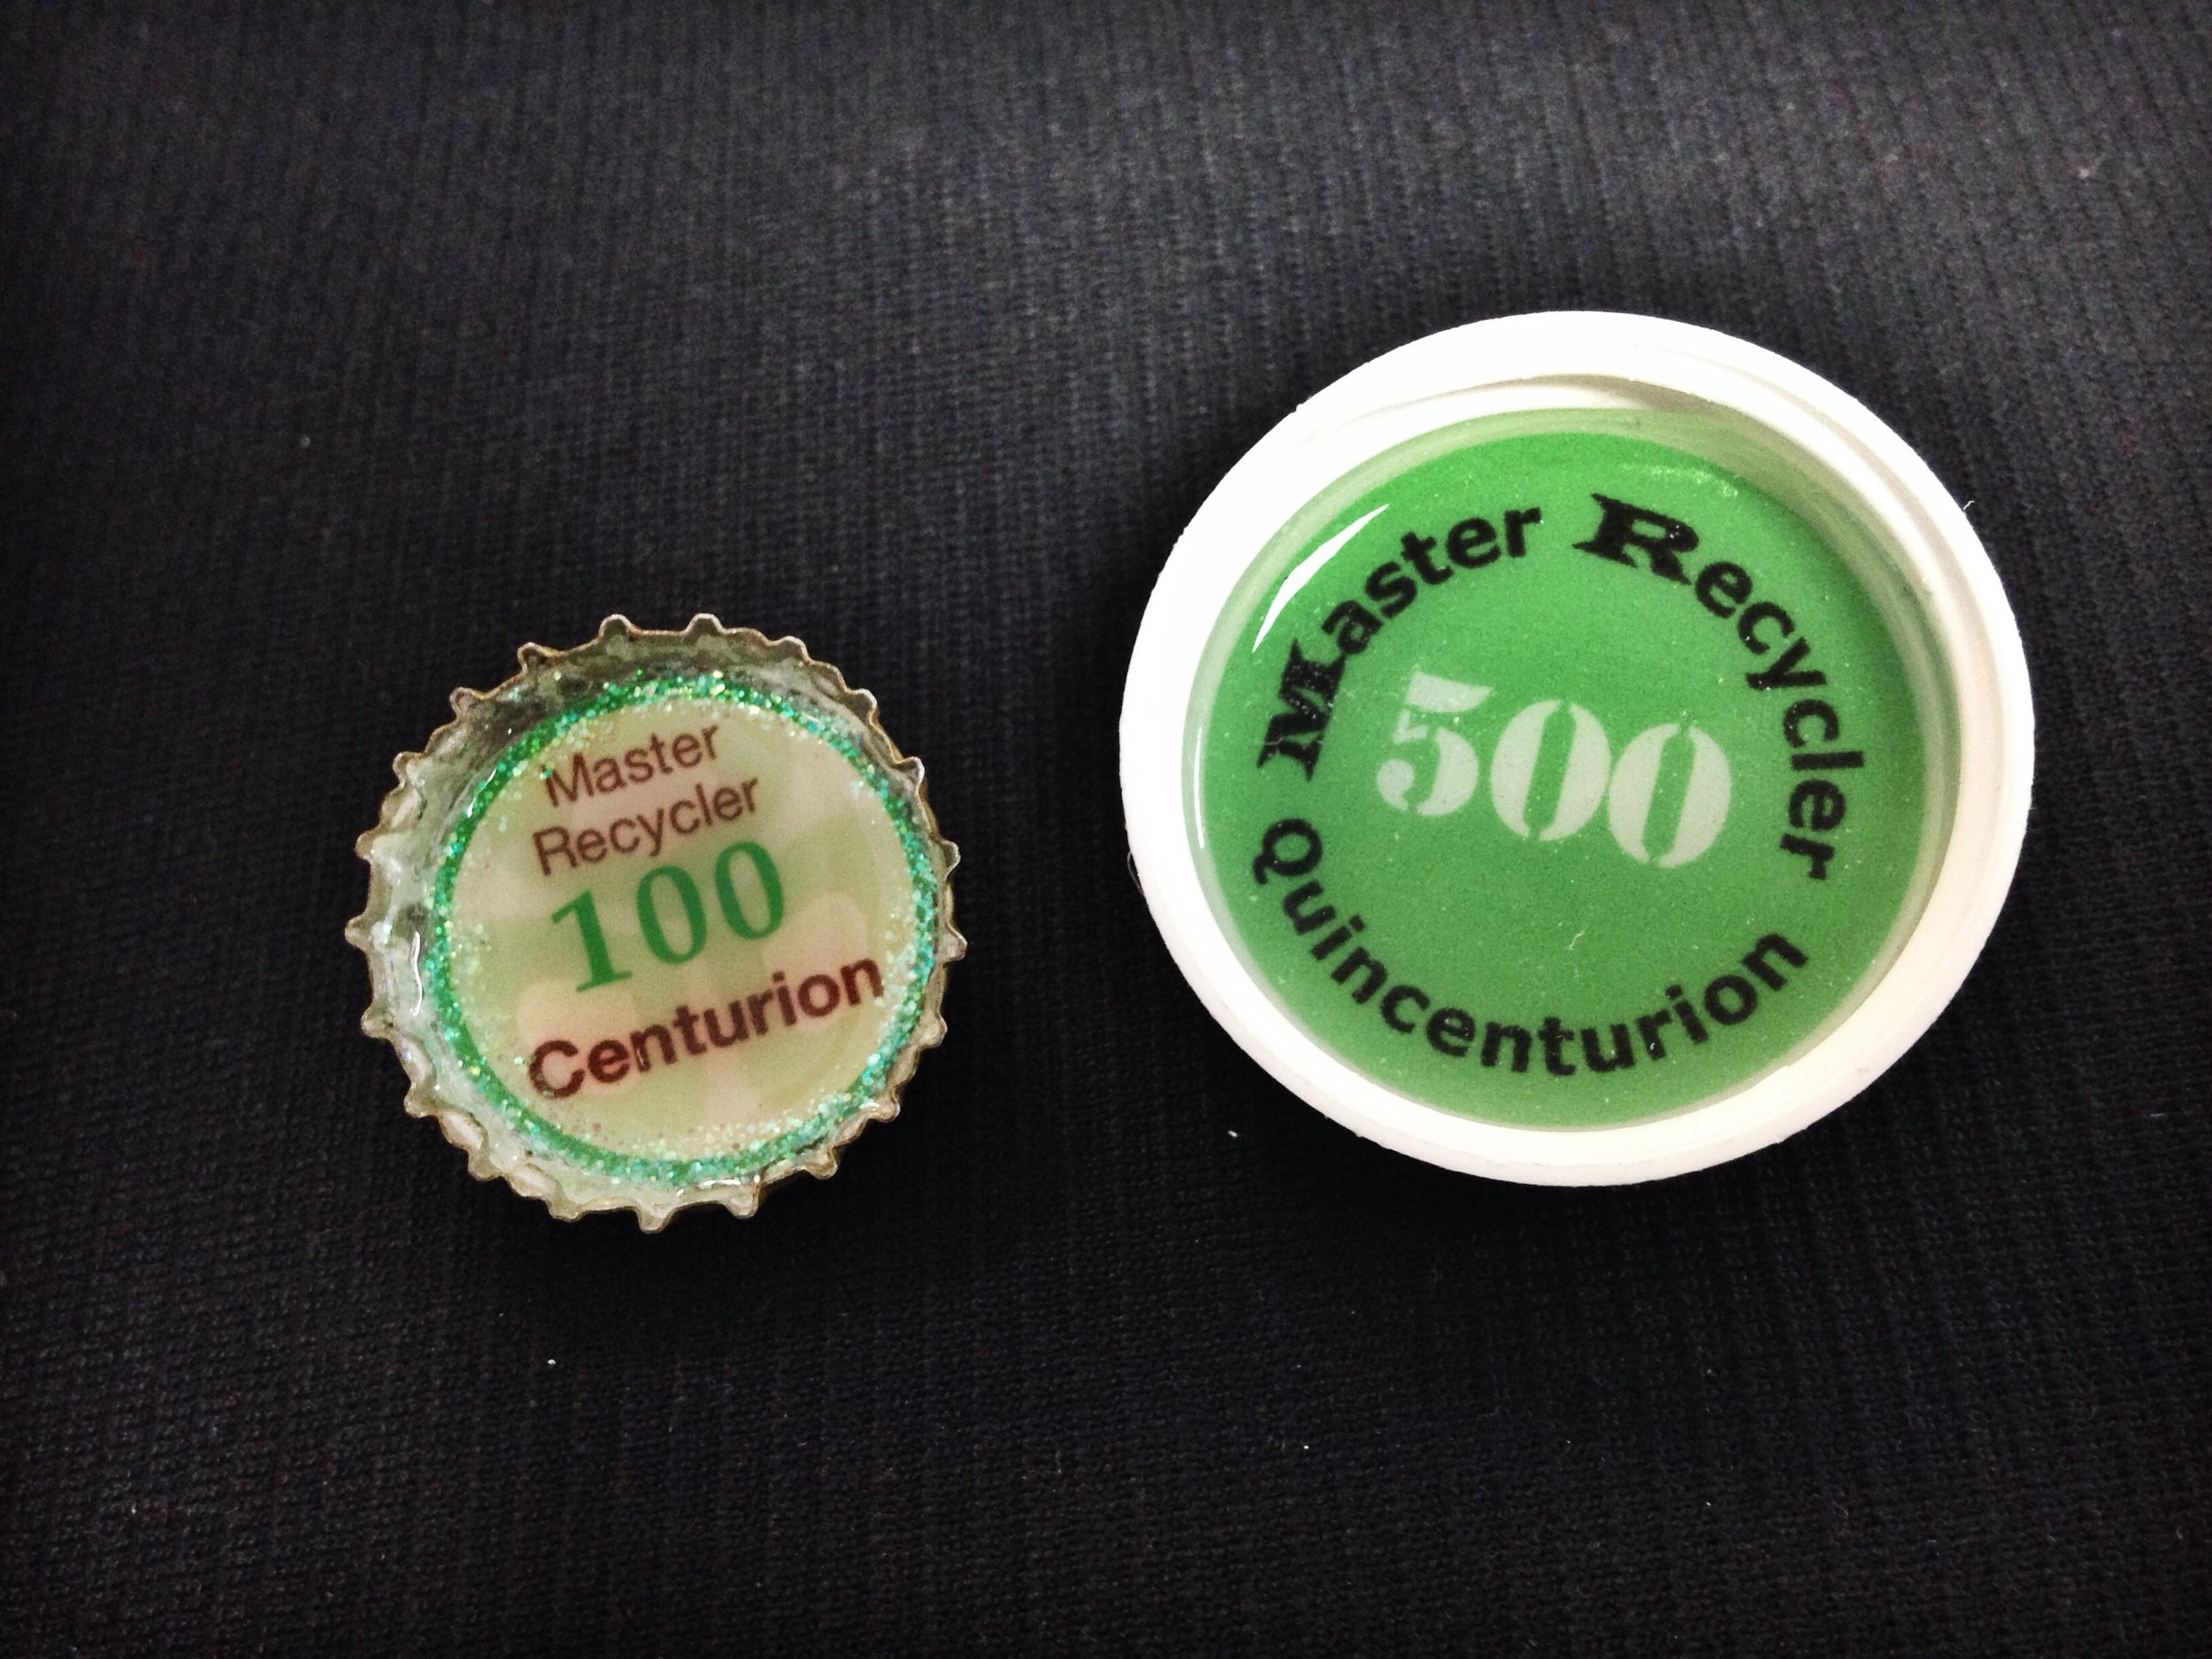 Master
Recycler
100
Centurion
Master Recycler
500
Quincenturion